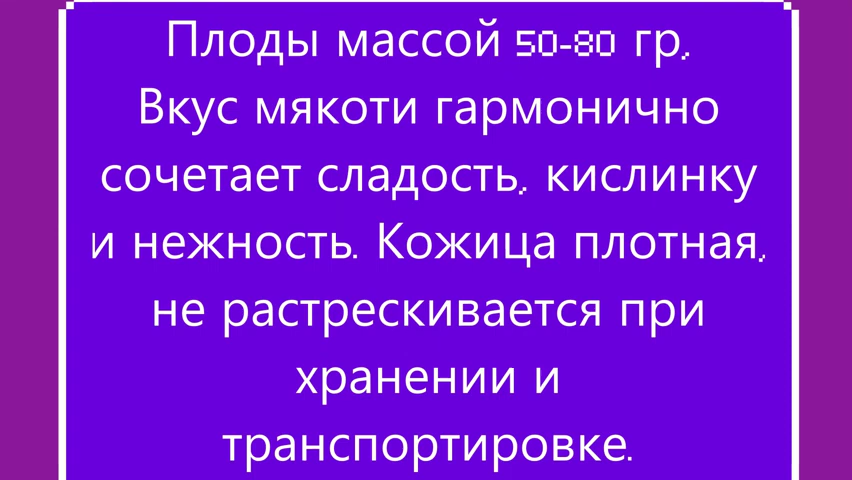 Плоды массой 50-80 гр.
Вкус мякоти гармонично
сочетает сладость, кислинку
и нежность. Кожица плотная,
не растрескивается при
хранении и
транспортировке.